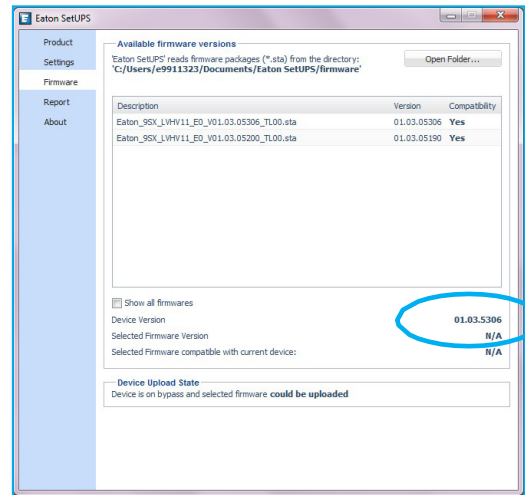 Eaton SetUPS
Product
Settings
Firmware
Report
About
Available firmware versions
'Eaton SetUPS' reads firmware packages (*.sta) from the directory:
'C:/Users/e9911323/Documents/Eaton SetUPS/firmware'
Open Folder...
Description Version Compatibility
Eaton_9SX_LVHV11_E0_V01.03.05306_TL00.sta 01.03.05306 Yes
Eaton_9SX_LVHV11_E0_V01.03.05200_TL00.sta 01.03.05190 Yes
Show all firmwares
Device Version 01.03.5306
Selected Firmware Version N/A
Selected Firmware compatible with current device: N/A
Device Upload State
Device is on bypass and selected firmware could be uploaded